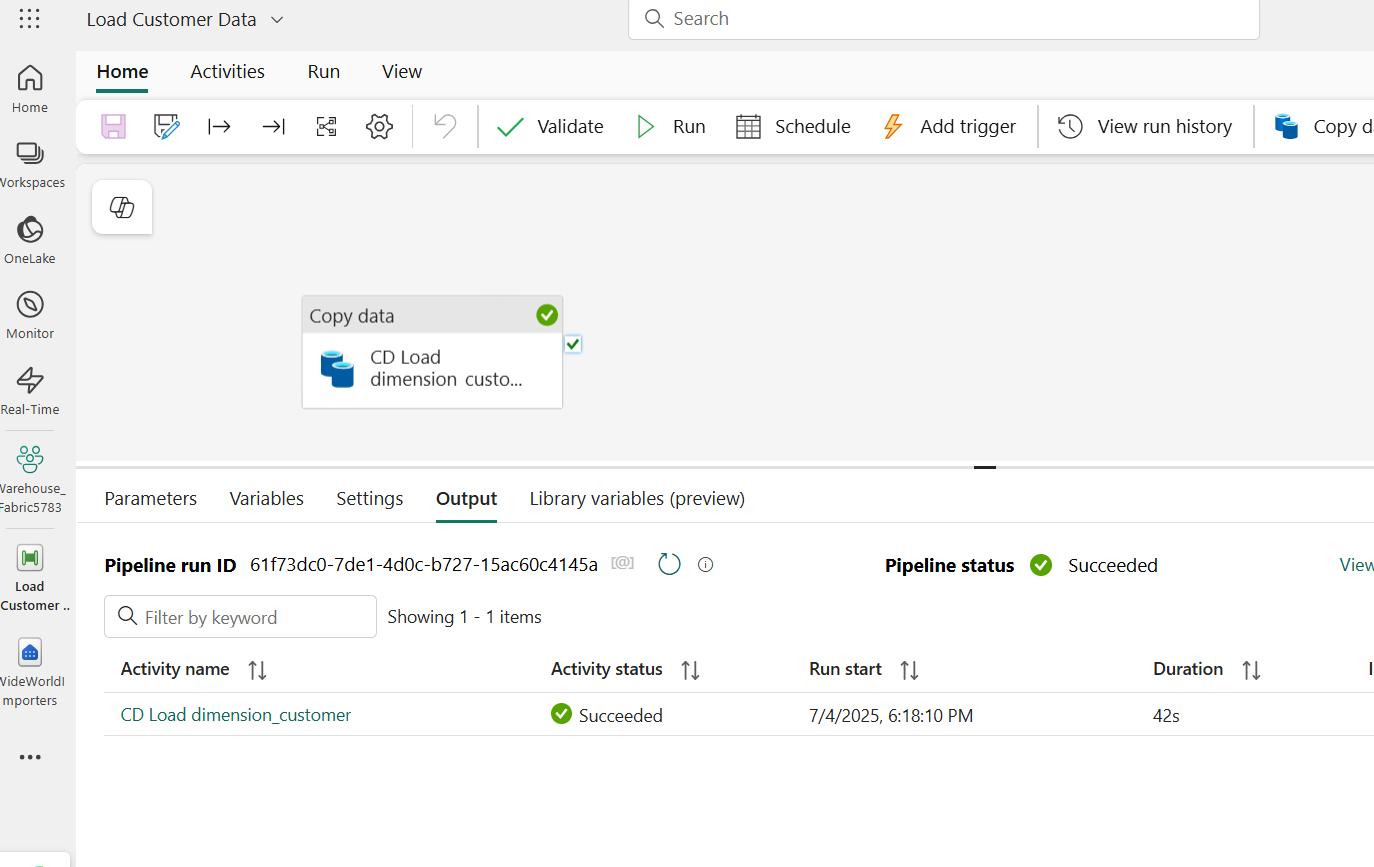 Load Customer Data
Search
Home
Activities
Run
View
Validate
Run
Schedule
Add trigger
View run history
Copy d
Home
Workspaces
OneLake
Monitor
Real-Time
Warehouse_
Fabric5783
Load
Customer ..
WideWorldI
mporters
Copy data
CD Load
dimension_custo...
Parameters
Variables
Settings
Output
Library variables (preview)
Pipeline run ID 61f73dc0-7de1-4d0c-b727-15ac60c4145a [@]
Pipeline status Succeeded
View
Filter by keyword
Showing 1 - 1 items
Activity name
Activity status
Run start
Duration
CD Load dimension_customer
Succeeded
7/4/2025, 6:18:10 PM
42s